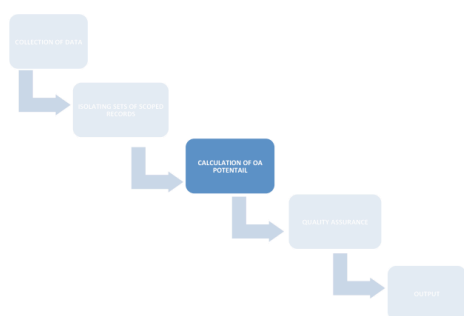 COLLECTION OF DATA
ISOLATING SETS OF SCOPED
RECORDS
CALCULATION OF OA
POTENTAIL
QUALITY ASSURANCE
OUTPUT